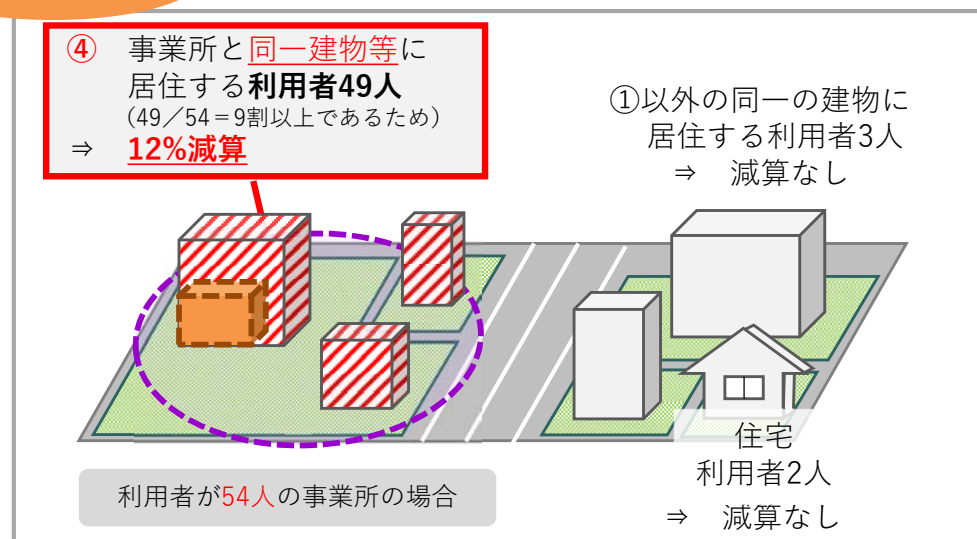 ④ 事業所と同一建物等に
居住する利用者49人
（49／54＝9割以上であるため）
⇒ 12%減算
①以外の同一の建物に
居住する利用者3人
⇒ 減算なし
住宅
利用者2人
⇒ 減算なし
利用者が54人の事業所の場合